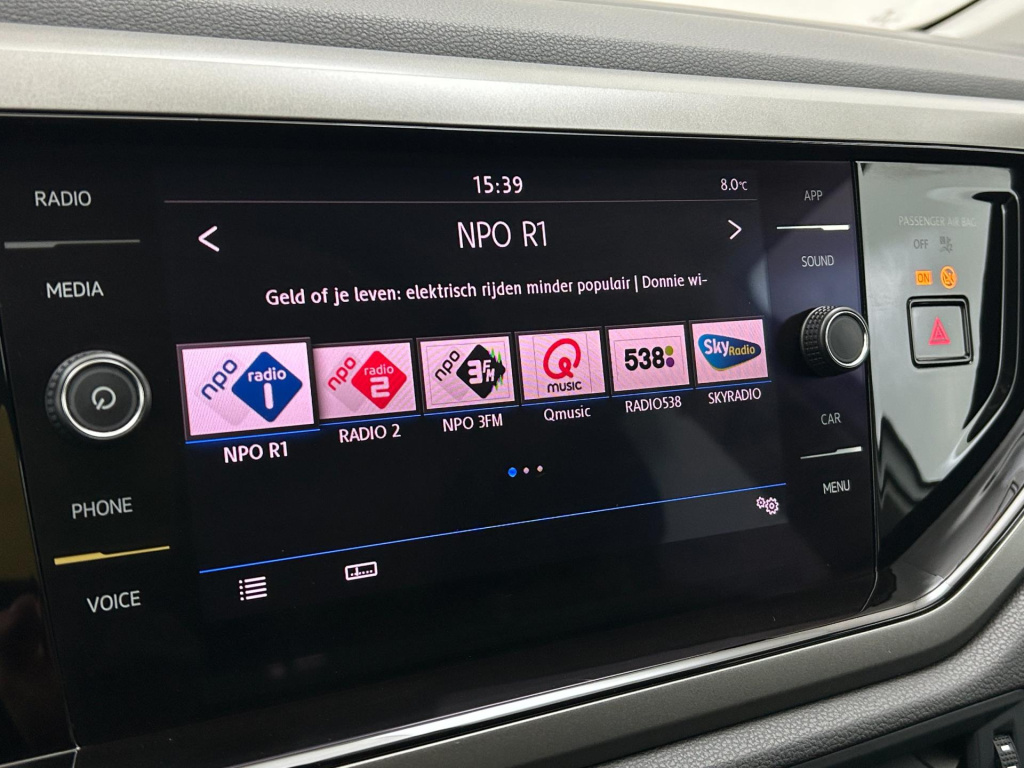 15:39
8.0°C
RADIO
MEDIA
PHONE
VOICE
NPO R1
Geld of je leven: elektrisch rijden minder populair | Donnie wi-
npo radio 1
npo radio 2
npo 3FM
Q MUSIC
538
Sky Radio
NPO R1
RADIO 2
NPO 3FM
Qmusic
RADIO538
SKYRADIO
APP
SOUND
CAR
MENU
PASSENGER AIR BAG
OFF
ON